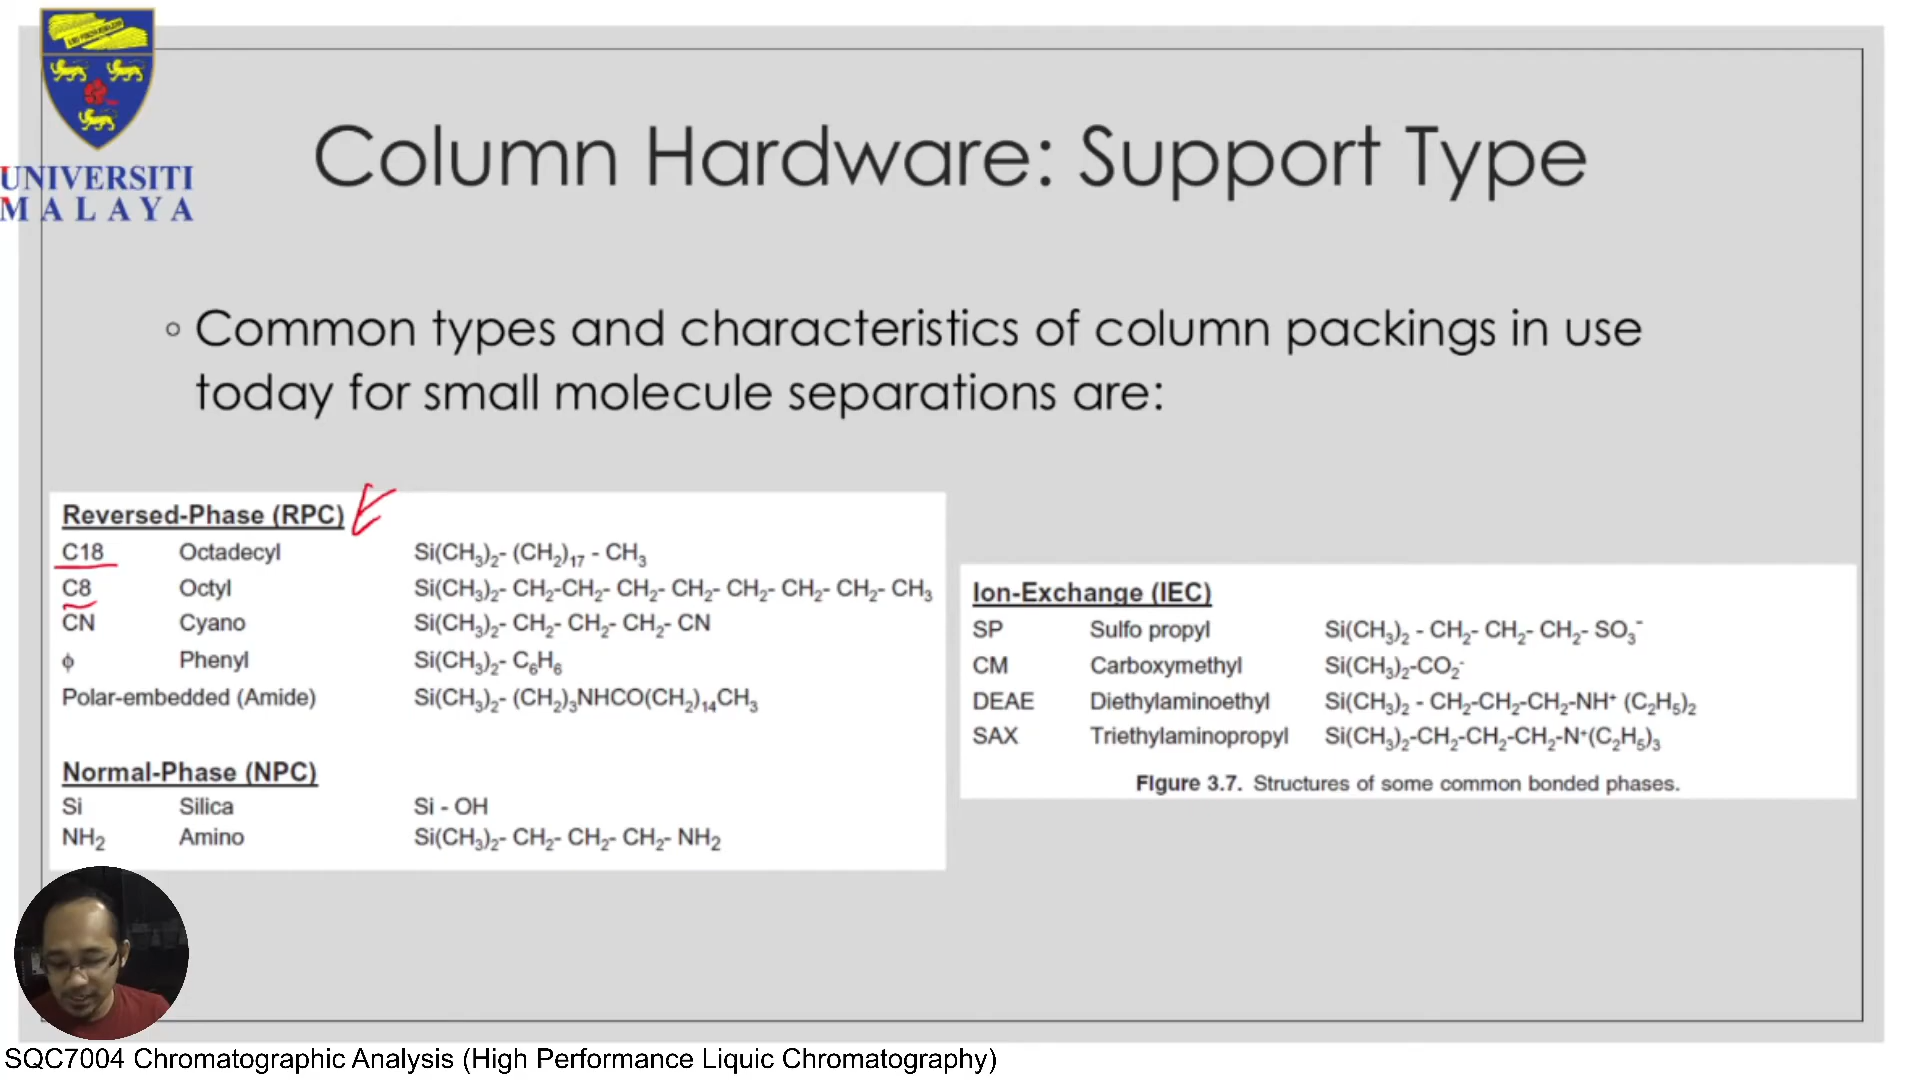 UNIVERSITI
MALAYA
Column Hardware: Support Type
◦ Common types and characteristics of column packings in use
today for small molecule separations are:
Reversed-Phase (RPC)
C18 Octadecyl Si(CH₃)₂- (CH₂)₁₇ - CH₃
C8 Octyl Si(CH₃)₂- CH₂-CH₂- CH₂- CH₂- CH₂- CH₂- CH₂- CH₃
CN Cyano Si(CH₃)₂- CH₂- CH₂- CH₂- CN
ϕ Phenyl Si(CH₃)₂- C₆H₆
Polar-embedded (Amide) Si(CH₃)₂- (CH₂)₃NHCO(CH₂)₁₄CH₃
Normal-Phase (NPC)
Si Silica Si - OH
NH₂ Amino Si(CH₃)₂- CH₂- CH₂- CH₂- NH₂
Ion-Exchange (IEC)
SP Sulfo propyl Si(CH₃)₂ - CH₂- CH₂- CH₂- SO₃⁻
CM Carboxymethyl Si(CH₃)₂-CO₂⁻
DEAE Diethylaminoethyl Si(CH₃)₂ - CH₂-CH₂-CH₂-NH⁺ (C₂H₅)₂
SAX Triethylaminopropyl Si(CH₃)₂-CH₂-CH₂-CH₂-N⁺(C₂H₅)₃
Figure 3.7. Structures of some common bonded phases.
SQC7004 Chromatographic Analysis (High Performance Liquic Chromatography)